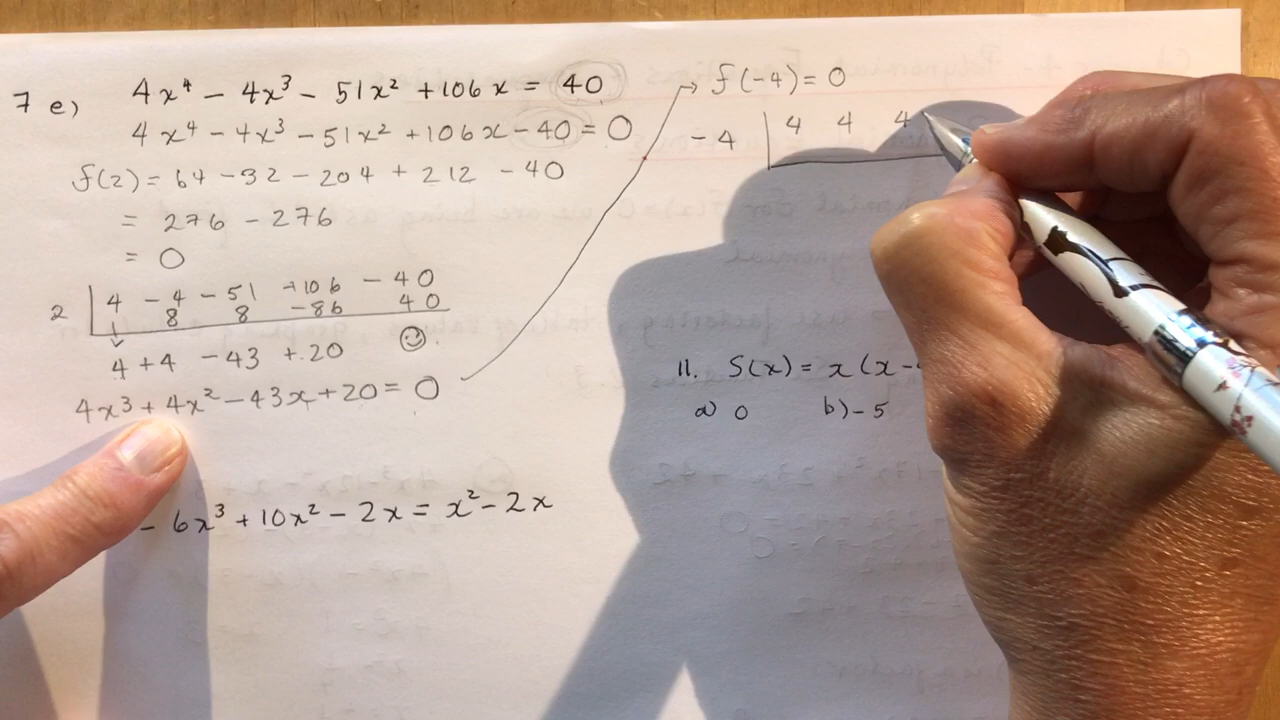 7 e) 4x⁴ - 4x³ - 51x² + 106x = 40
4x⁴ - 4x³ - 51x² + 106x - 40 = 0
f(2) = 64 - 32 - 204 + 212 - 40
= 276 - 276
= 0
2 | 4 - 4 - 51 +106 - 40
8 8 - 86 40
4 + 4 - 43 + 20
4x³ + 4x² - 43x + 20 = 0
- 6x³ + 10x² - 2x = x² - 2x
→ f(-4) = 0
- 4 | 4 4 4
11. S(x) = x(x-
a) 0 b) - 5